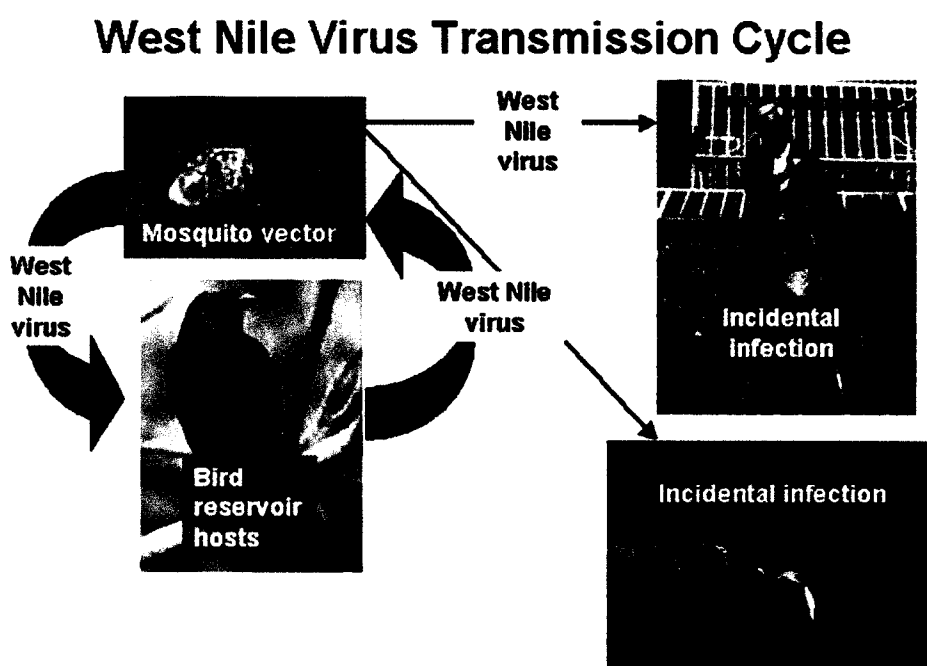 West Nile Virus Transmission Cycle
West
Nile
virus
Mosquito vector
West
Nile
virus
West Nile
virus
Incidental
infection
Bird
reservoir
hosts
Incidental infection